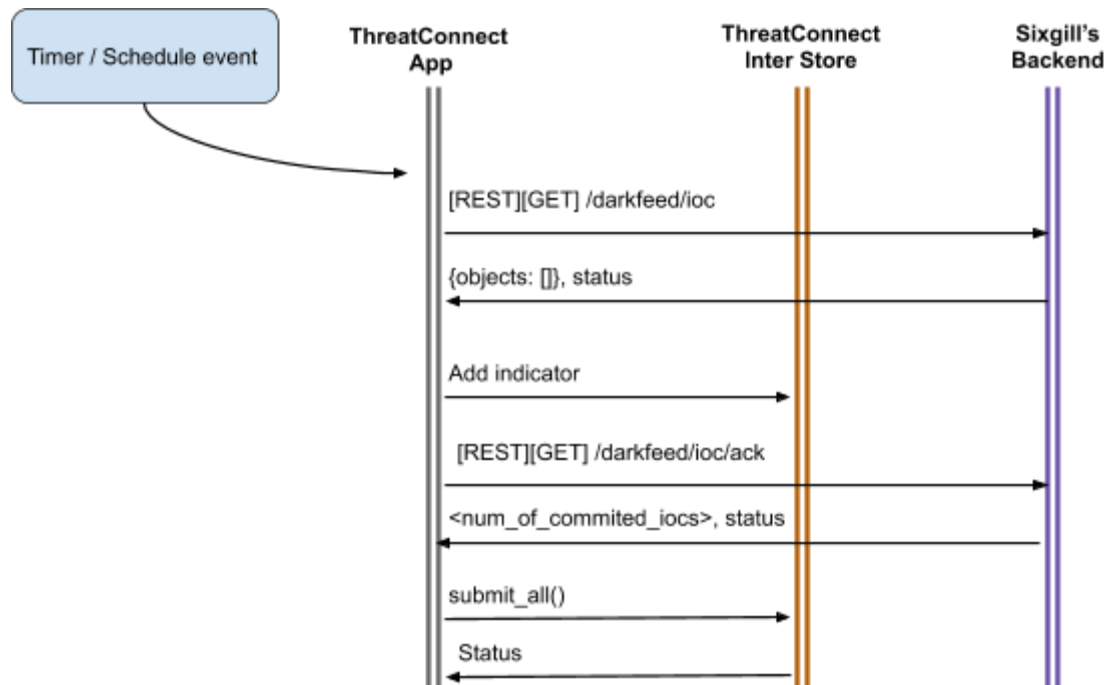 Timer / Schedule event
ThreatConnect
App
ThreatConnect
Inter Store
Sixgill's
Backend
[REST][GET] /darkfeed/ioc
{objects: []}, status
Add indicator
[REST][GET] /darkfeed/ioc/ack
<num_of_commited_iocs>, status
submit_all()
Status